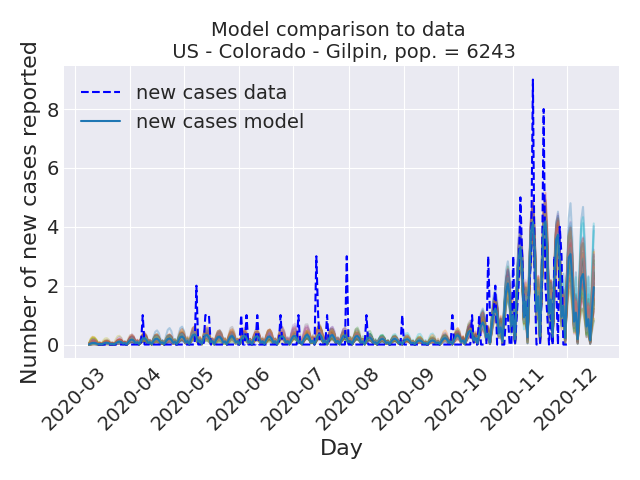 Model comparison to data
US - Colorado - Gilpin, pop. = 6243
Number of new cases reported
new cases data
new cases model
8
6
4
2
0
2020-03
2020-04
2020-05
2020-06
2020-07
2020-08
2020-09
2020-10
2020-11
2020-12
Day